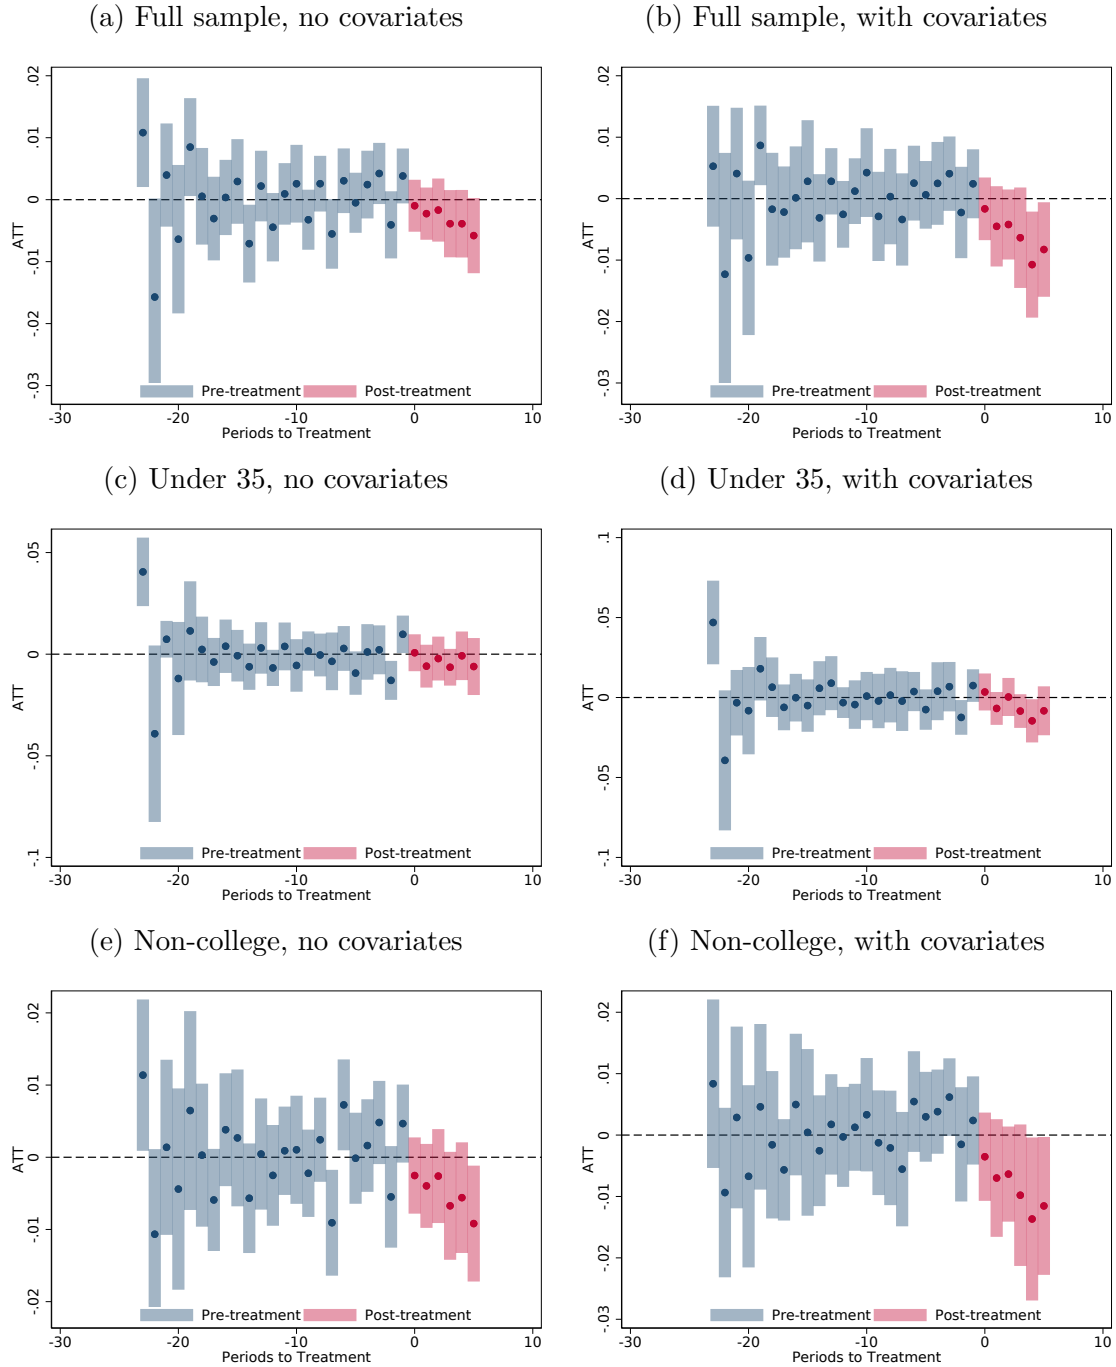 (a) Full sample, no covariates
.02
.01
0
-.01
-.02
-.03
ATT
Pre-treatment
Post-treatment
-30
-20
-10
0
10
Periods to Treatment
(b) Full sample, with covariates
.02
.01
0
-.01
-.02
-.03
ATT
Pre-treatment
Post-treatment
-30
-20
-10
0
10
Periods to Treatment
(c) Under 35, no covariates
.05
0
-.05
-.1
ATT
Pre-treatment
Post-treatment
-30
-20
-10
0
10
Periods to Treatment
(d) Under 35, with covariates
.1
.05
0
-.05
-.1
ATT
Pre-treatment
Post-treatment
-30
-20
-10
0
10
Periods to Treatment
(e) Non-college, no covariates
.02
.01
0
-.01
-.02
ATT
Pre-treatment
Post-treatment
-30
-20
-10
0
10
Periods to Treatment
(f) Non-college, with covariates
.02
.01
0
-.01
-.02
-.03
ATT
Pre-treatment
Post-treatment
-30
-20
-10
0
10
Periods to Treatment